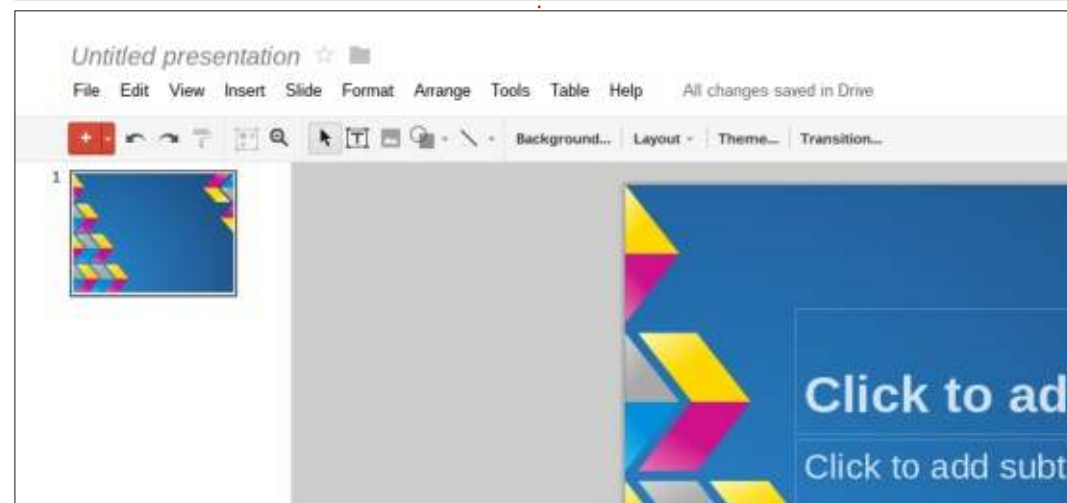 Untitled presentation
File Edit View Insert Slide Format Arrange Tools Table Help All changes saved in Drive
Background... Layout Theme... Transition...
1
Click to ad
Click to add subt